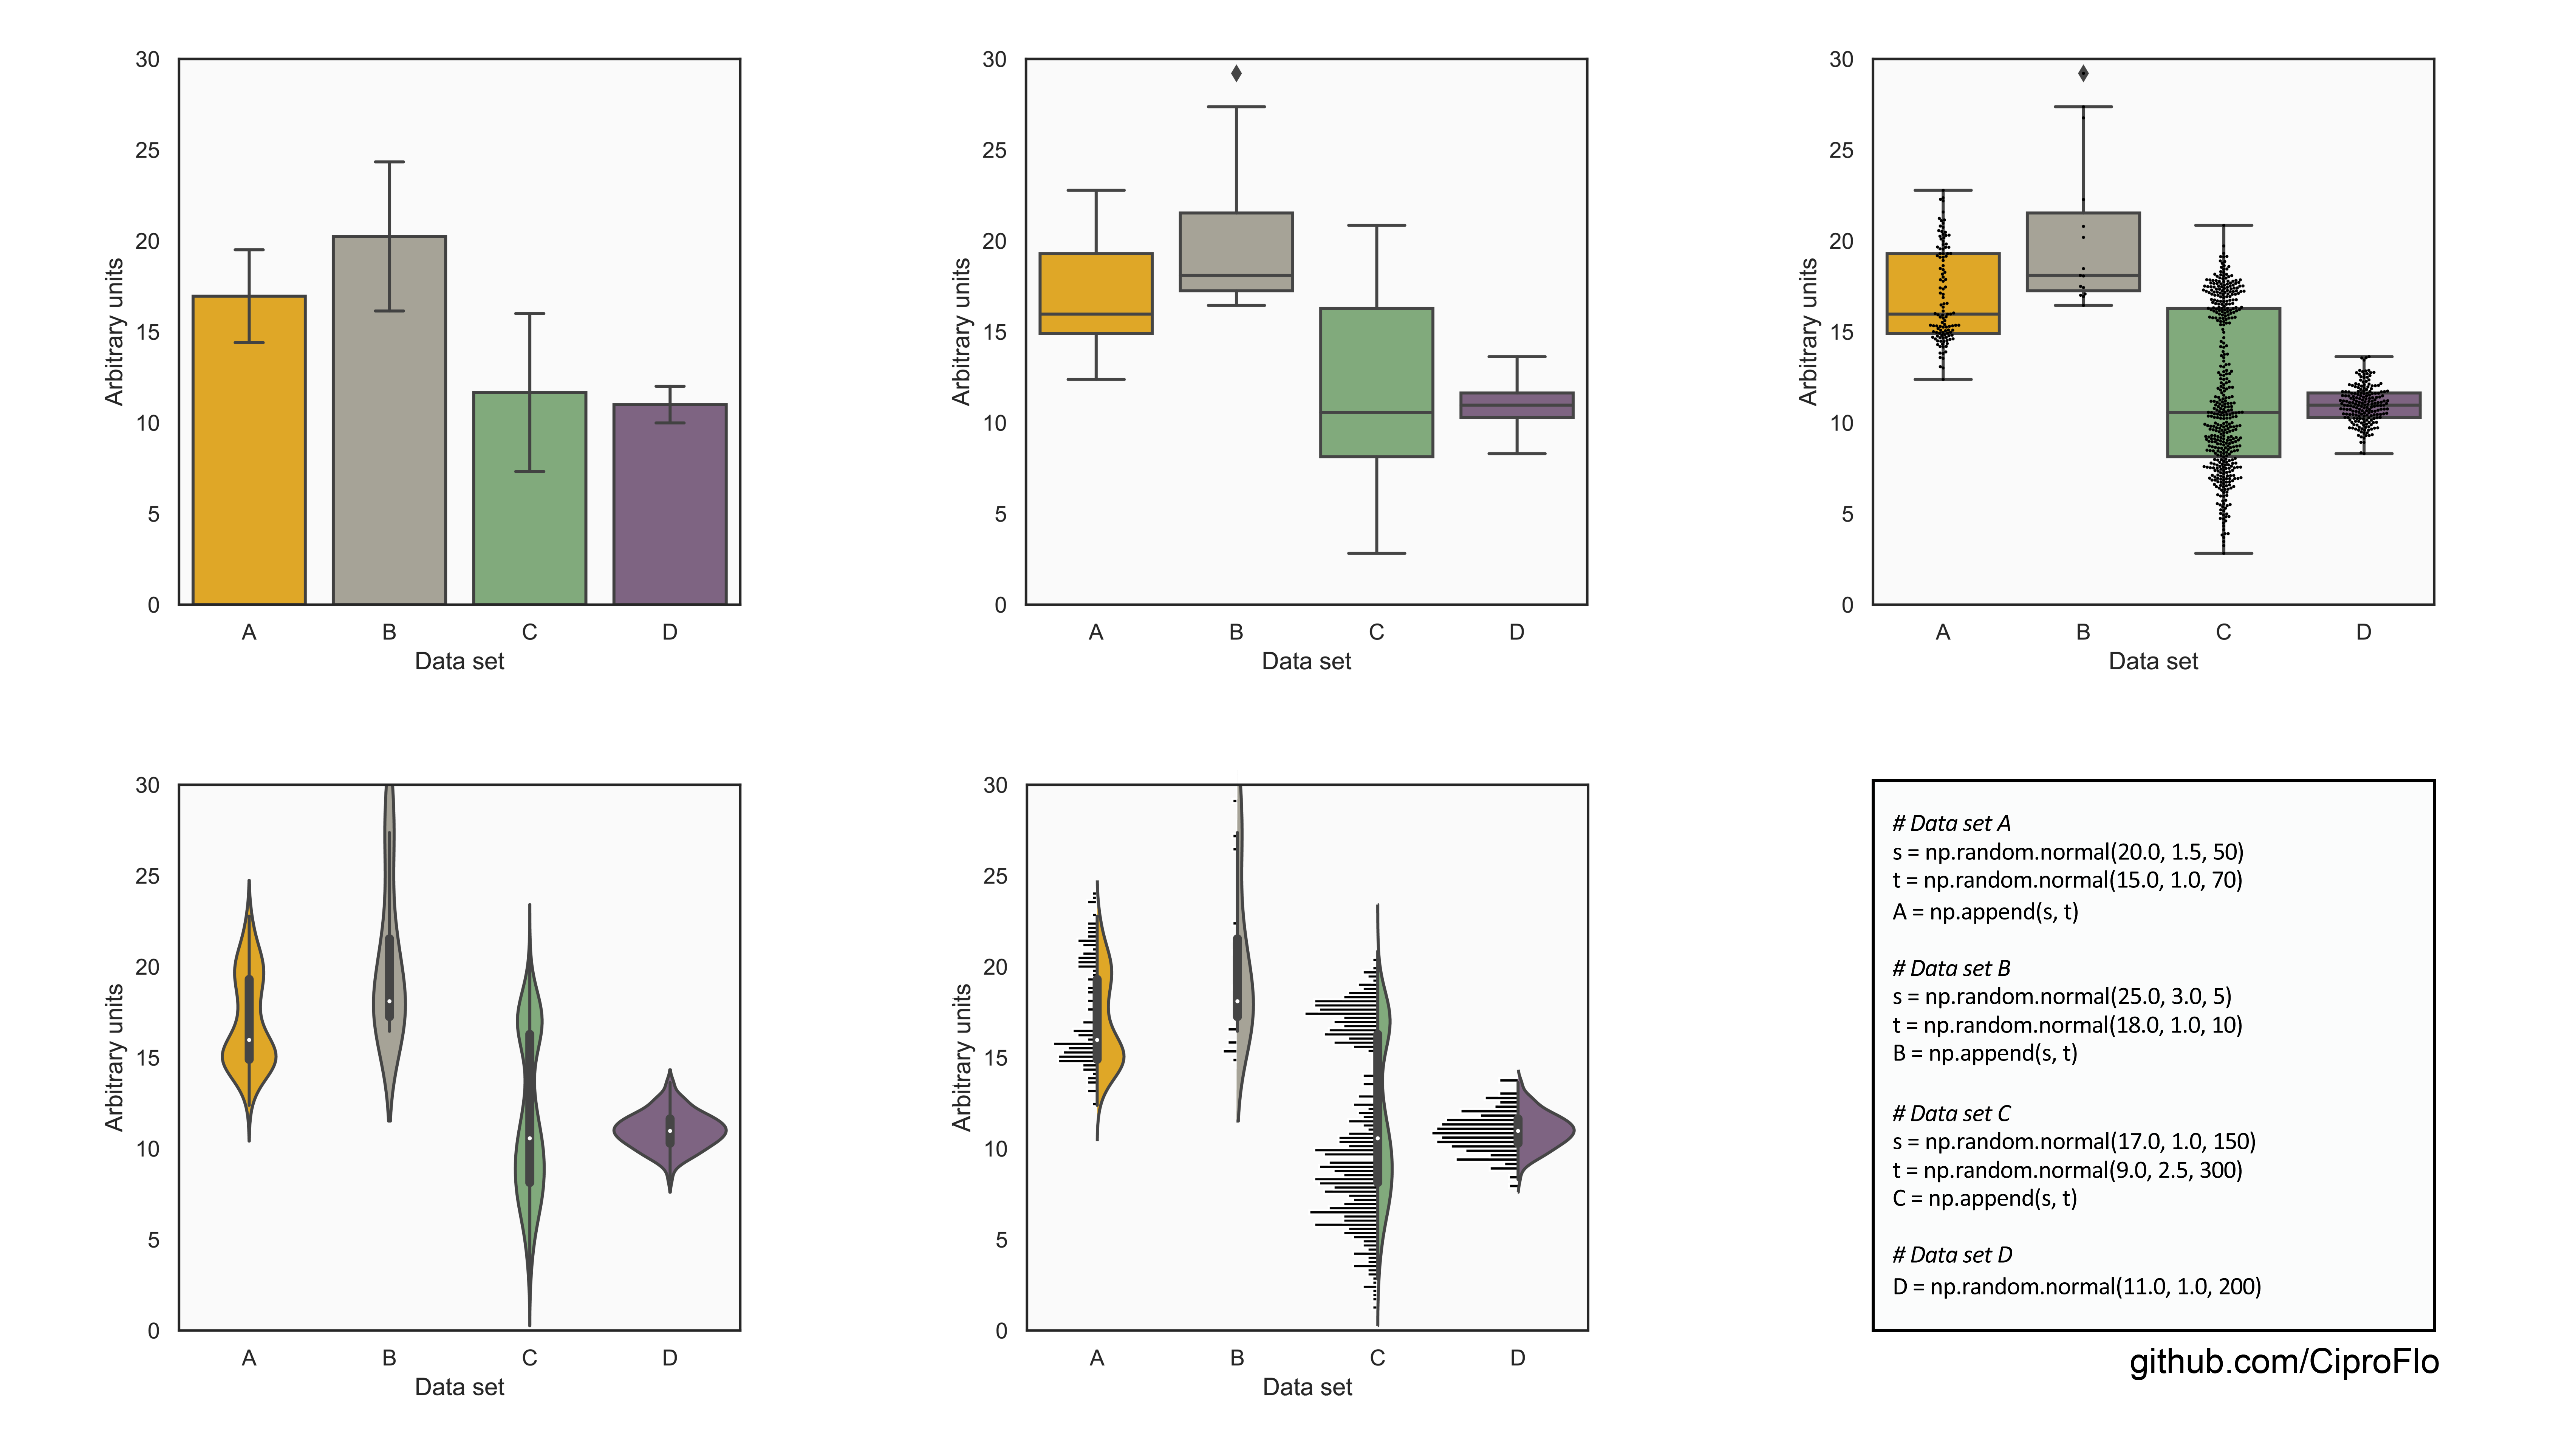 30
25
20
15
10
5
0
Arbitrary units
A B C D
Data set
30
25
20
15
10
5
0
Arbitrary units
A B C D
Data set
30
25
20
15
10
5
0
Arbitrary units
A B C D
Data set
30
25
20
15
10
5
0
Arbitrary units
A B C D
Data set
30
25
20
15
10
5
0
Arbitrary units
A B C D
Data set
# Data set A
s = np.random.normal(20.0, 1.5, 50)
t = np.random.normal(15.0, 1.0, 70)
A = np.append(s, t)
# Data set B
s = np.random.normal(25.0, 3.0, 5)
t = np.random.normal(18.0, 1.0, 10)
B = np.append(s, t)
# Data set C
s = np.random.normal(17.0, 1.0, 150)
t = np.random.normal(9.0, 2.5, 300)
C = np.append(s, t)
# Data set D
D = np.random.normal(11.0, 1.0, 200)
github.com/CiproFlo